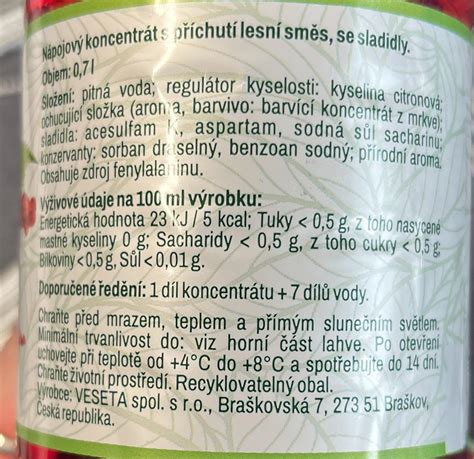 Nápojový koncentrát s příchutí lesní směs, se sladidly.
Objem: 0,7 l
Složení: pitná voda; regulátor kyselosti: kyselina citronová;
ochucující složka (aroma, barvivo: barvící koncentrát z mrkve);
sladidla: acesulfam K, aspartam, sodná sůl sacharinu;
konzervanty: sorban draselný, benzoan sodný; přírodní aroma.
Obsahuje zdroj fenylalaninu.
Výživové údaje na 100 ml výrobku:
Energetická hodnota 23 kJ / 5 kcal; Tuky < 0,5 g, z toho nasycené
mastné kyseliny 0 g; Sacharidy < 0,5 g, z toho cukry < 0,5 g;
Bílkoviny < 0,5 g, Sůl < 0,01 g.
Doporučené ředění: 1 díl koncentrátu + 7 dílů vody.
Chraňte před mrazem, teplem a přímým slunečním světlem.
Minimální trvanlivost do: viz horní část lahve. Po otevření
uchovejte při teplotě od +4°C do +8°C a spotřebujte do 14 dní.
Chraňte životní prostředí. Recyklovatelný obal.
Výrobce: VESETA spol. s r.o., Braškovská 7, 273 51 Braškov,
Česká republika.